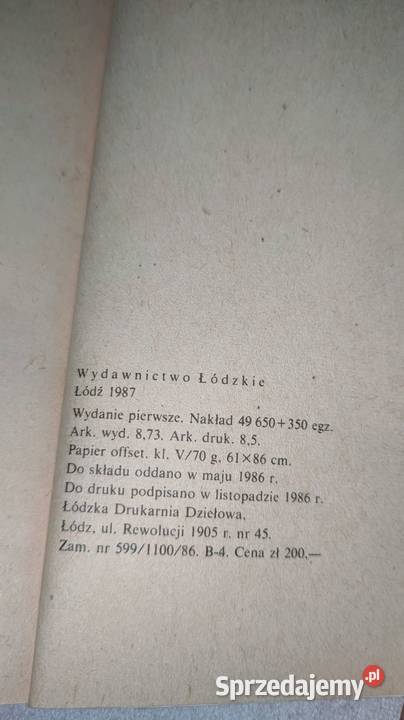 Wydawnictwo Łódzkie
Łódź 1987
Wydanie pierwsze. Nakład 49 650+350 egz.
Ark. wyd. 8,73. Ark. druk. 8,5.
Papier offset. kl. V/70 g, 61×86 cm.
Do składu oddano w maju 1986 r.
Do druku podpisano w listopadzie 1986 r.
Łódzka Drukarnia Dziełowa,
Łódz, ul. Rewolucji 1905 r. nr 45.
Zam. nr 599/1100/86. B-4. Cena zł 200,—
Sprzedajemy.pl